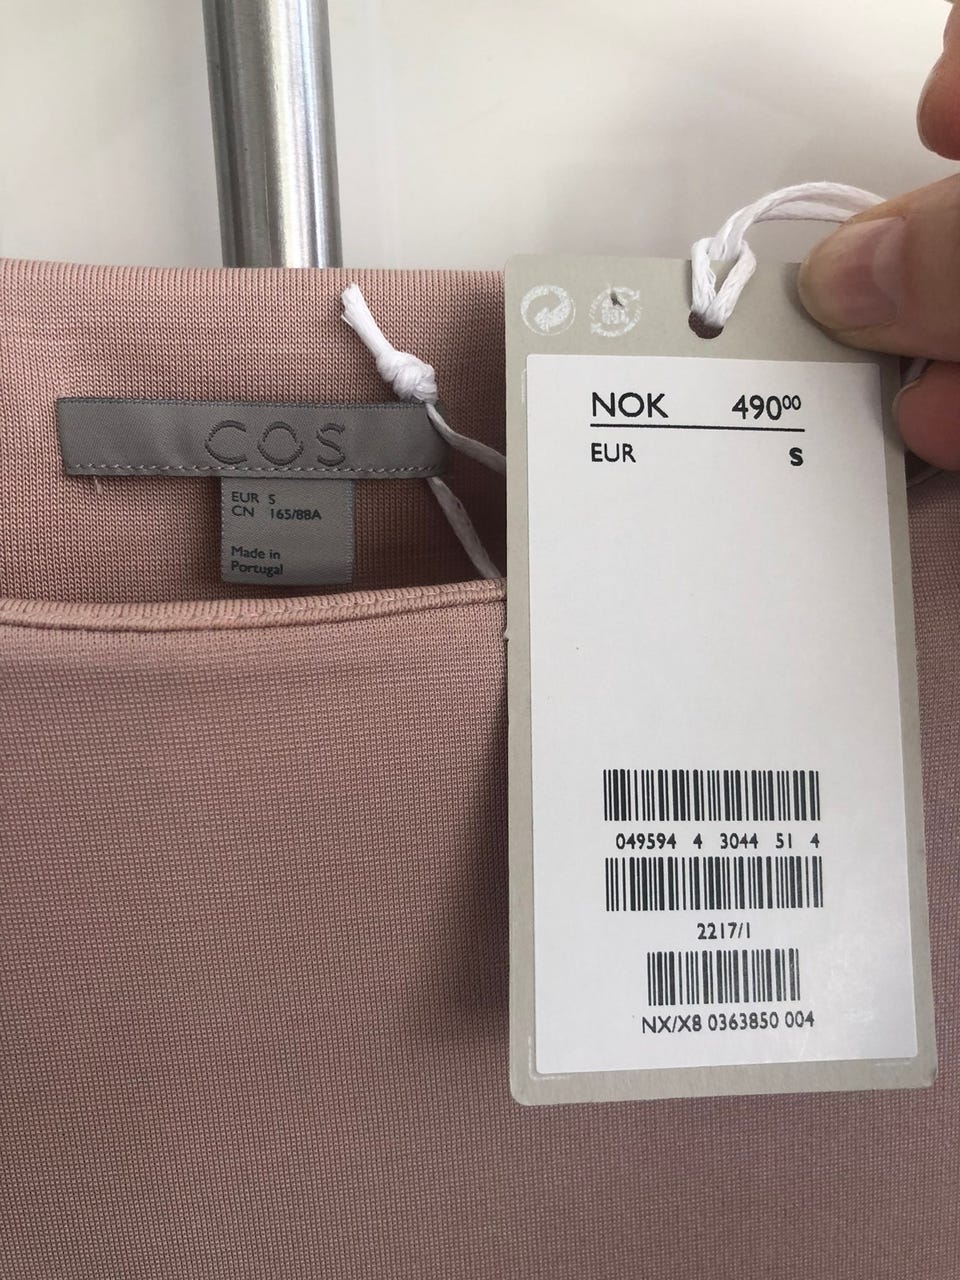 COS
EUR S
CN 165/88A
Made in
Portugal
NOK 490⁰⁰
EUR S
049594 4 3044 51 4
2217/1
NX/X8 0363850 004